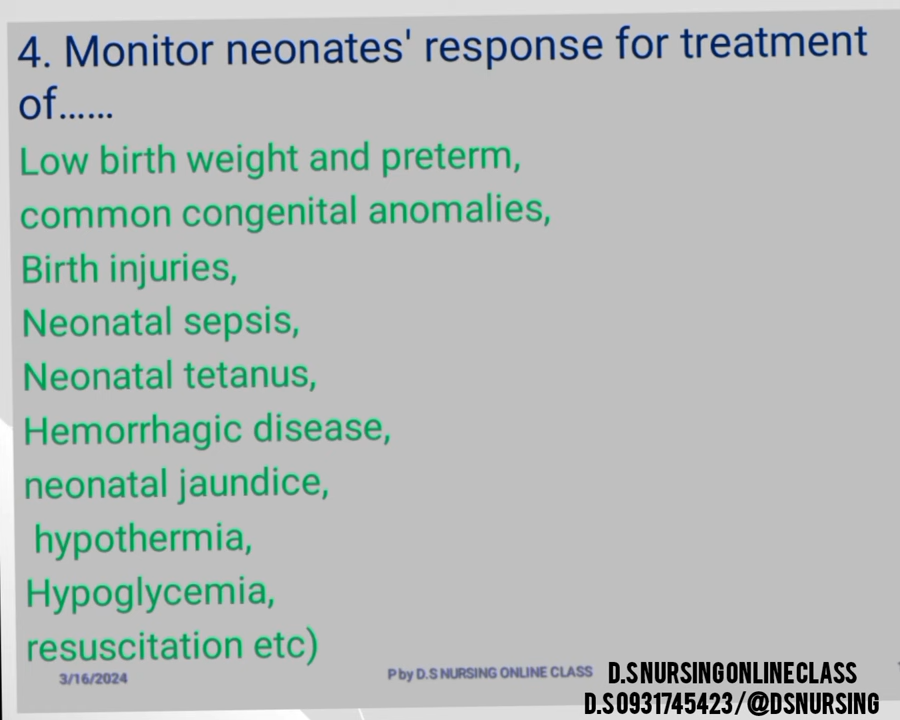 4. Monitor neonates' response for treatment
of......
Low birth weight and preterm,
common congenital anomalies,
Birth injuries,
Neonatal sepsis,
Neonatal tetanus,
Hemorrhagic disease,
neonatal jaundice,
hypothermia,
Hypoglycemia,
resuscitation etc)
3/16/2024
P by D.S NURSING ONLINE CLASS
D.S NURSING ONLINE CLASS
D.S 0931745423 / @DSNURSING